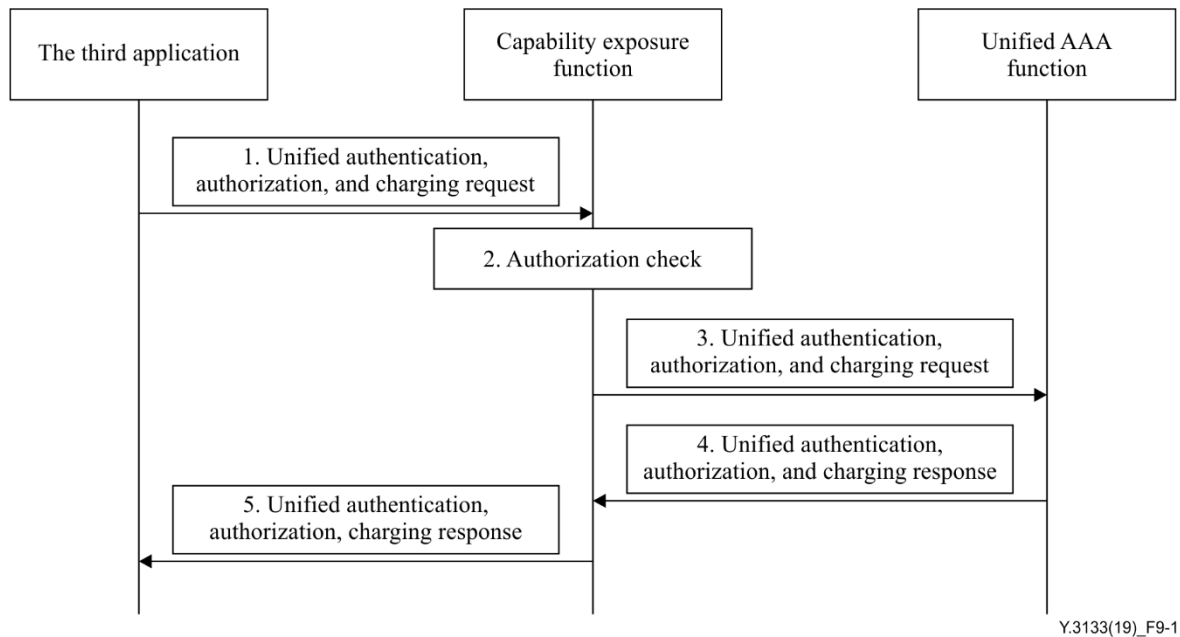 The third application
Capability exposure
function
Unified AAA
function
1. Unified authentication,
authorization, and charging request
2. Authorization check
3. Unified authentication,
authorization, and charging request
4. Unified authentication,
authorization, and charging response
5. Unified authentication,
authorization, charging response
Y.3133(19)_F9-1